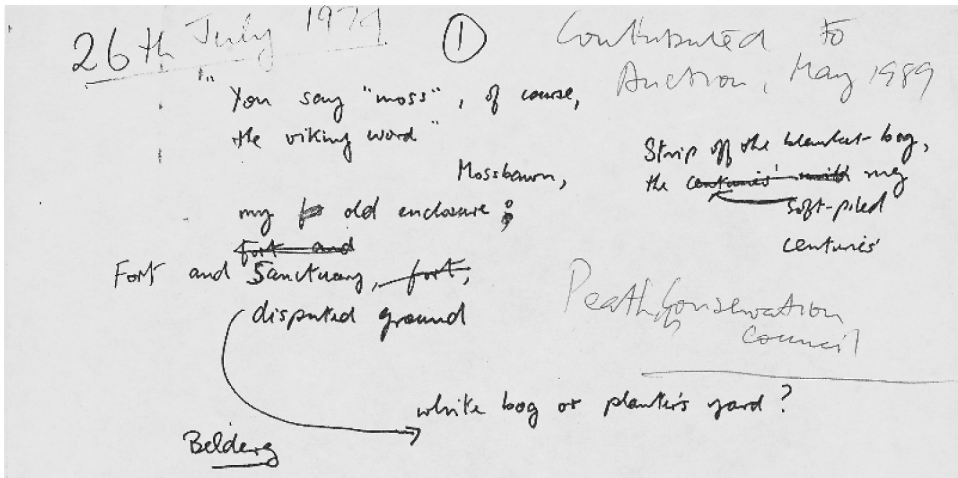 26th July 1974
①
Contributed to
Auction, May 1989
"You say "moss", of course,
the viking word"
Mossbawn,
my old enclosure;
fort and
Fort and Sanctuary, fort,
disputed ground
white bog or planter's yard?
Belderg
Strip off the blanket-bog,
the centuries' my
soft-piled
centuries'
Peatland Conservation
Council